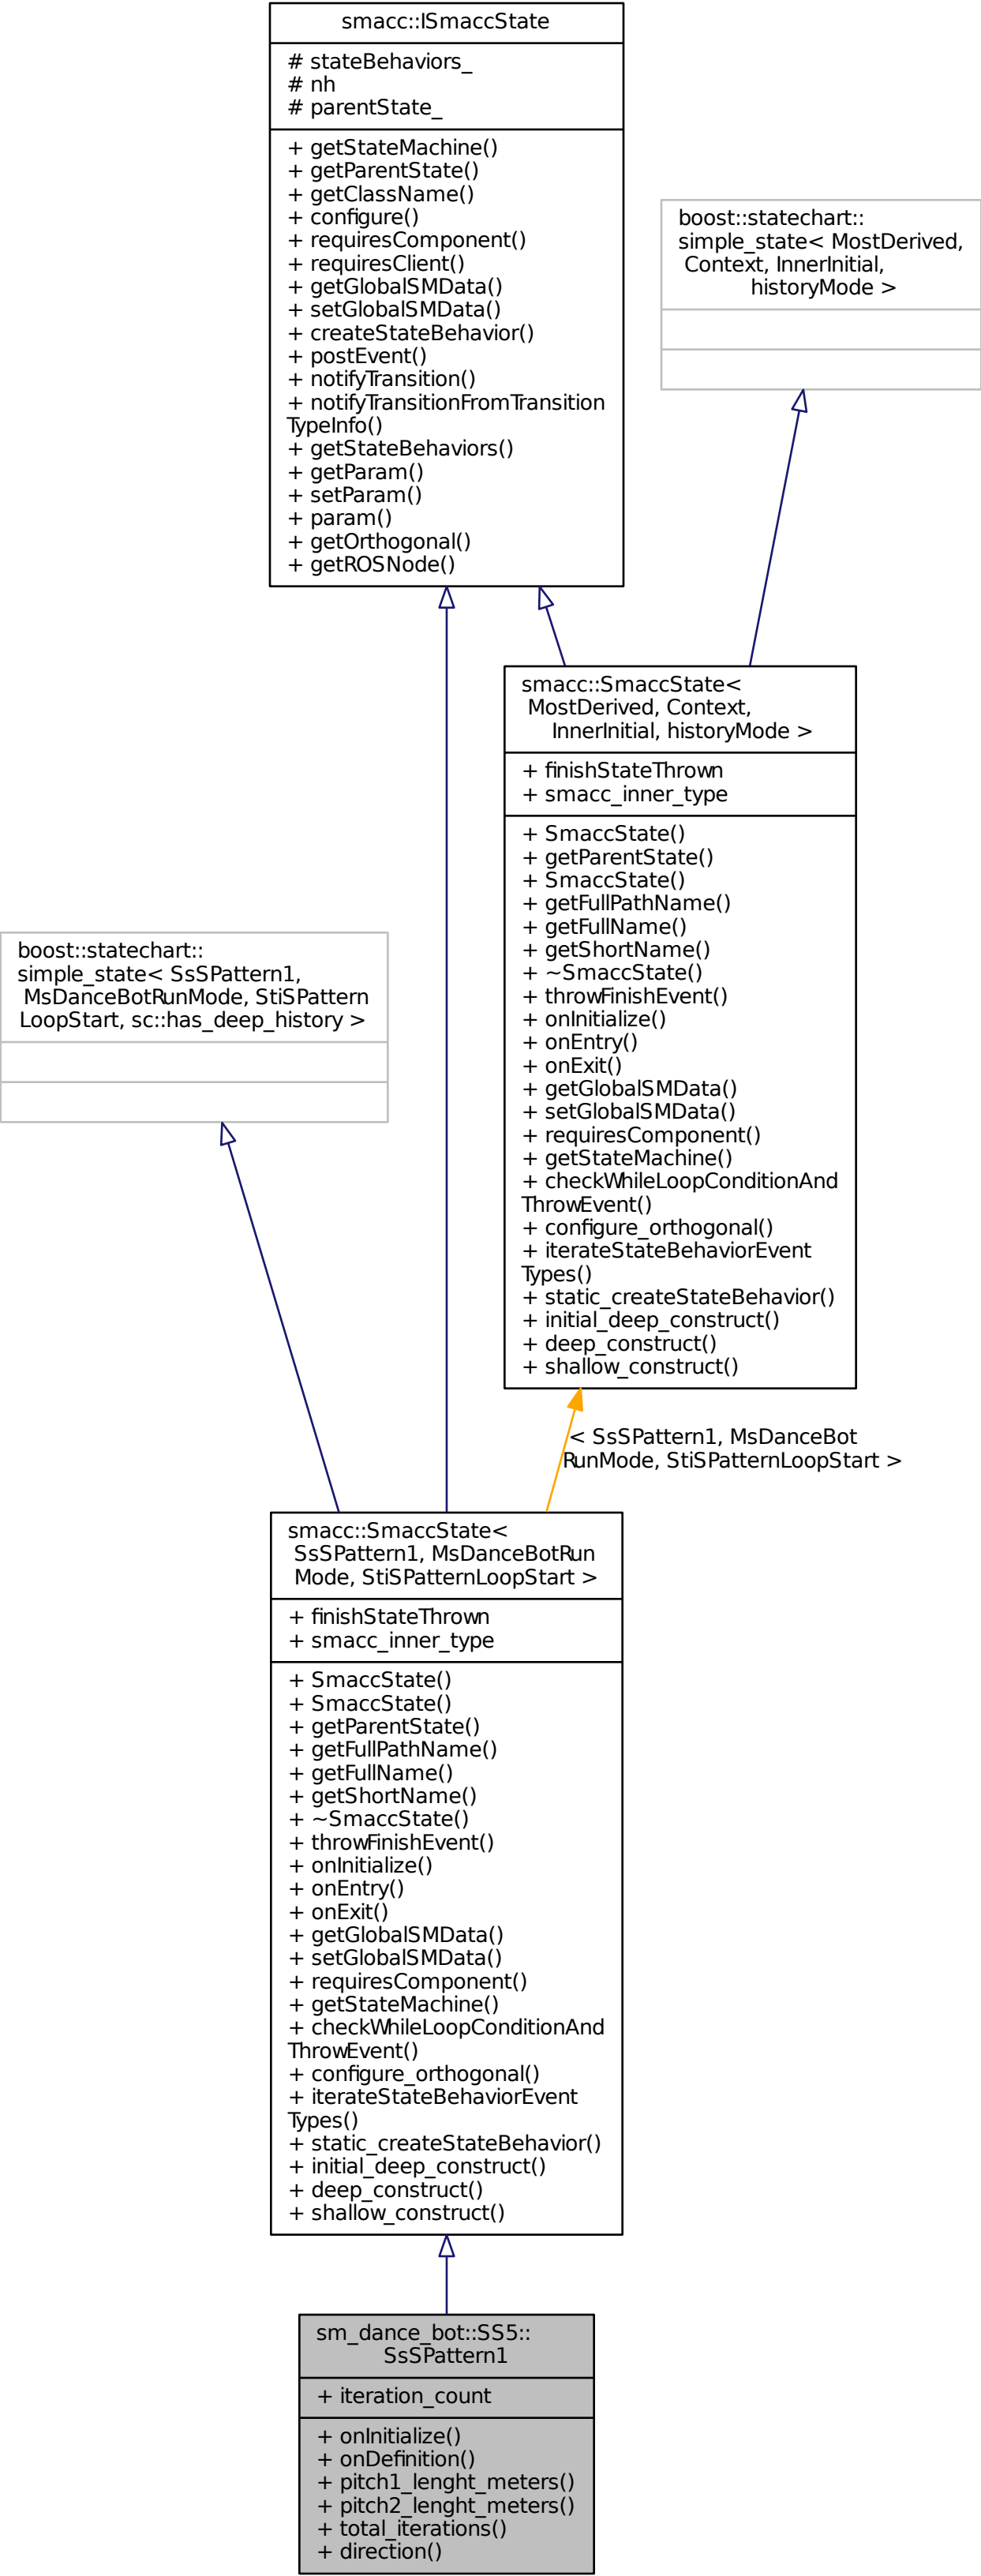 smacc::ISmaccState
# stateBehaviors_
# nh
# parentState_
+ getStateMachine()
+ getParentState()
+ getClassName()
+ configure()
+ requiresComponent()
+ requiresClient()
+ getGlobalSMData()
+ setGlobalSMData()
+ createStateBehavior()
+ postEvent()
+ notifyTransition()
+ notifyTransitionFromTransition
TypeInfo()
+ getStateBehaviors()
+ getParam()
+ setParam()
+ param()
+ getOrthogonal()
+ getROSNode()
boost::statechart::
simple_state< MostDerived,
Context, InnerInitial,
historyMode >
smacc::SmaccState<
MostDerived, Context,
InnerInitial, historyMode >
+ finishStateThrown
+ smacc_inner_type
+ SmaccState()
+ getParentState()
+ SmaccState()
+ getFullPathName()
+ getFullName()
+ getShortName()
+ ~SmaccState()
+ throwFinishEvent()
+ onInitialize()
+ onEntry()
+ onExit()
+ getGlobalSMData()
+ setGlobalSMData()
+ requiresComponent()
+ getStateMachine()
+ checkWhileLoopConditionAnd
ThrowEvent()
+ configure_orthogonal()
+ iterateStateBehaviorEvent
Types()
+ static_createStateBehavior()
+ initial_deep_construct()
+ deep_construct()
+ shallow_construct()
boost::statechart::
simple_state< SsSPattern1,
MsDanceBotRunMode, StiSPattern
LoopStart, sc::has_deep_history >
< SsSPattern1, MsDanceBot
RunMode, StiSPatternLoopStart >
smacc::SmaccState<
SsSPattern1, MsDanceBotRun
Mode, StiSPatternLoopStart >
+ finishStateThrown
+ smacc_inner_type
+ SmaccState()
+ SmaccState()
+ getParentState()
+ getFullPathName()
+ getFullName()
+ getShortName()
+ ~SmaccState()
+ throwFinishEvent()
+ onInitialize()
+ onEntry()
+ onExit()
+ getGlobalSMData()
+ setGlobalSMData()
+ requiresComponent()
+ getStateMachine()
+ checkWhileLoopConditionAnd
ThrowEvent()
+ configure_orthogonal()
+ iterateStateBehaviorEvent
Types()
+ static_createStateBehavior()
+ initial_deep_construct()
+ deep_construct()
+ shallow_construct()
sm_dance_bot::SS5::
SsSPattern1
+ iteration_count
+ onInitialize()
+ onDefinition()
+ pitch1_lenght_meters()
+ pitch2_lenght_meters()
+ total_iterations()
+ direction()